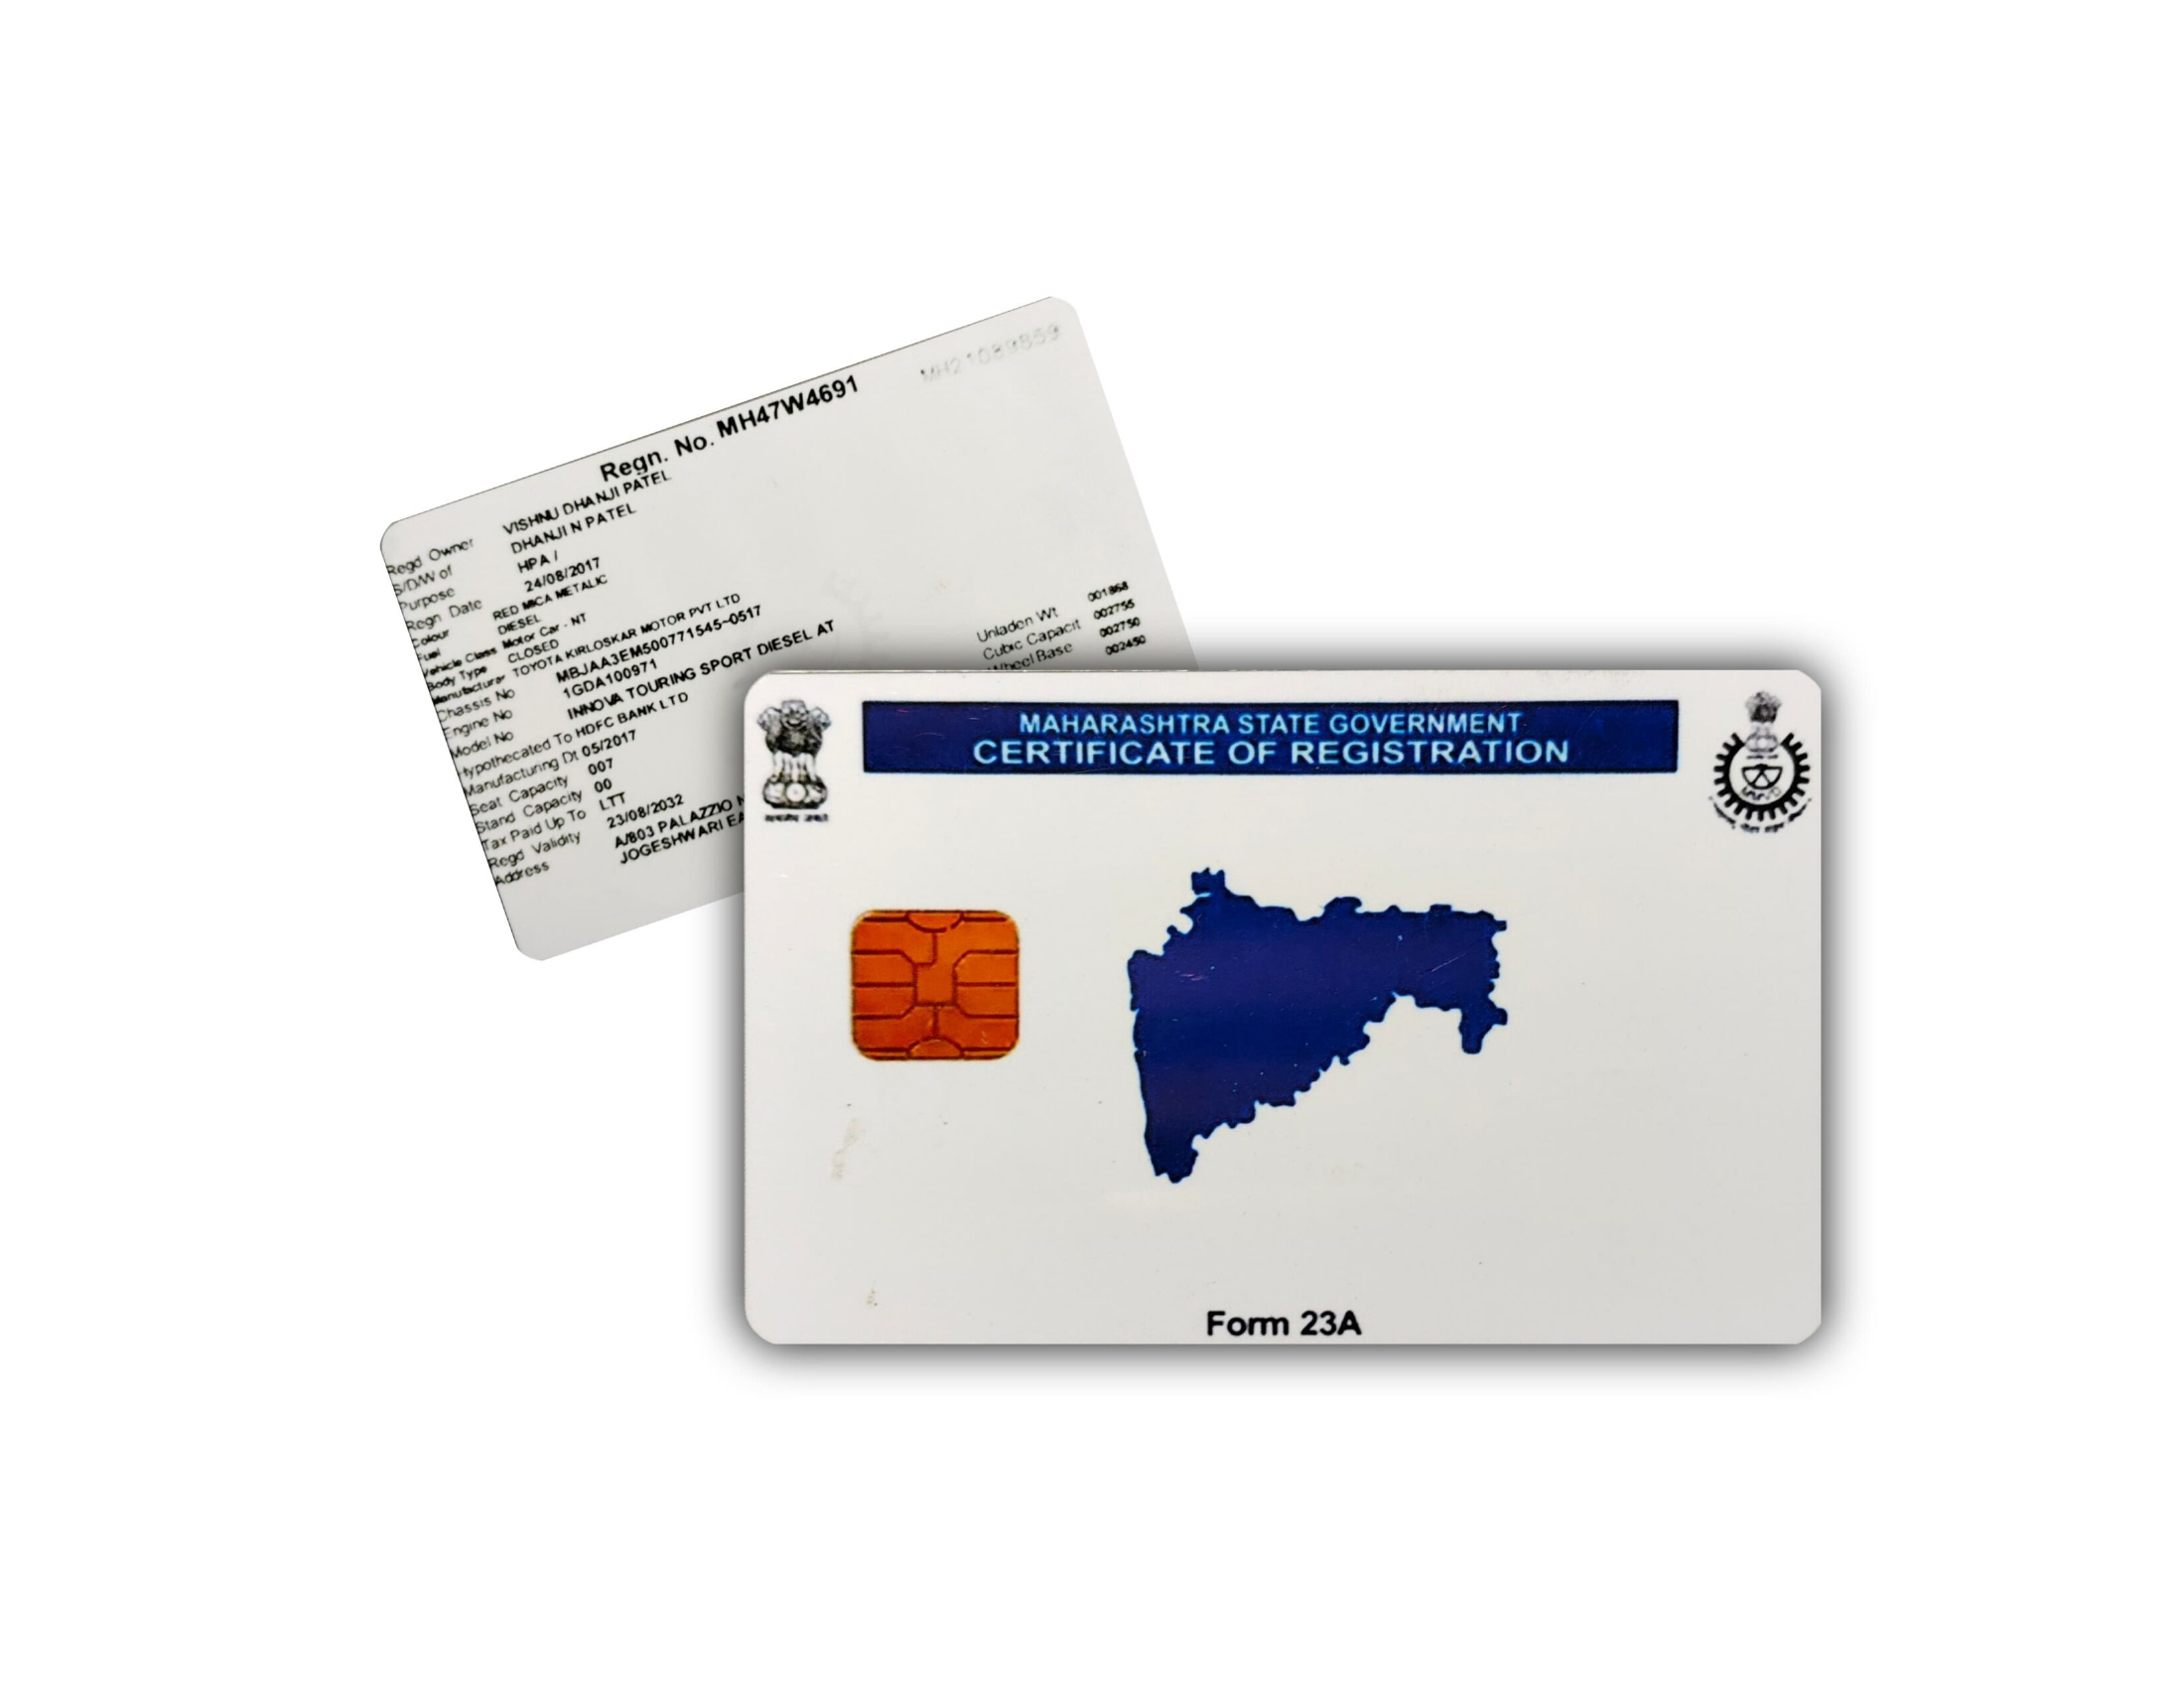 MH21089859
Regn. No. MH47W4691
Regd Owner VISHNU DHANJI PATEL
S/D/W of DHANJI N PATEL
Purpose HPA /
Regn Date 24/08/2017
Colour RED MICA METALIC
Fuel DIESEL
Vehicle Class Motor Car - NT
Body Type CLOSED
Manufacturer TOYOTA KIRLOSKAR MOTOR PVT LTD
Chassis No MBJAA3EM500771545~0517
Engine No 1GDA100971
Model No INNOVA TOURING SPORT DIESEL AT
Hypothecated To HDFC BANK LTD
Manufacturing Dt 05/2017
Seat Capacity 007
Stand Capacity 00
Tax Paid Up To LTT
Regd Validity 23/08/2032
Address A/803 PALAZZIO
JOGESHWARI
Unladen Wt 001868
Cubic Capacit 002755
Wheel Base 002750
002450
MAHARASHTRA STATE GOVERNMENT
CERTIFICATE OF REGISTRATION
Form 23A